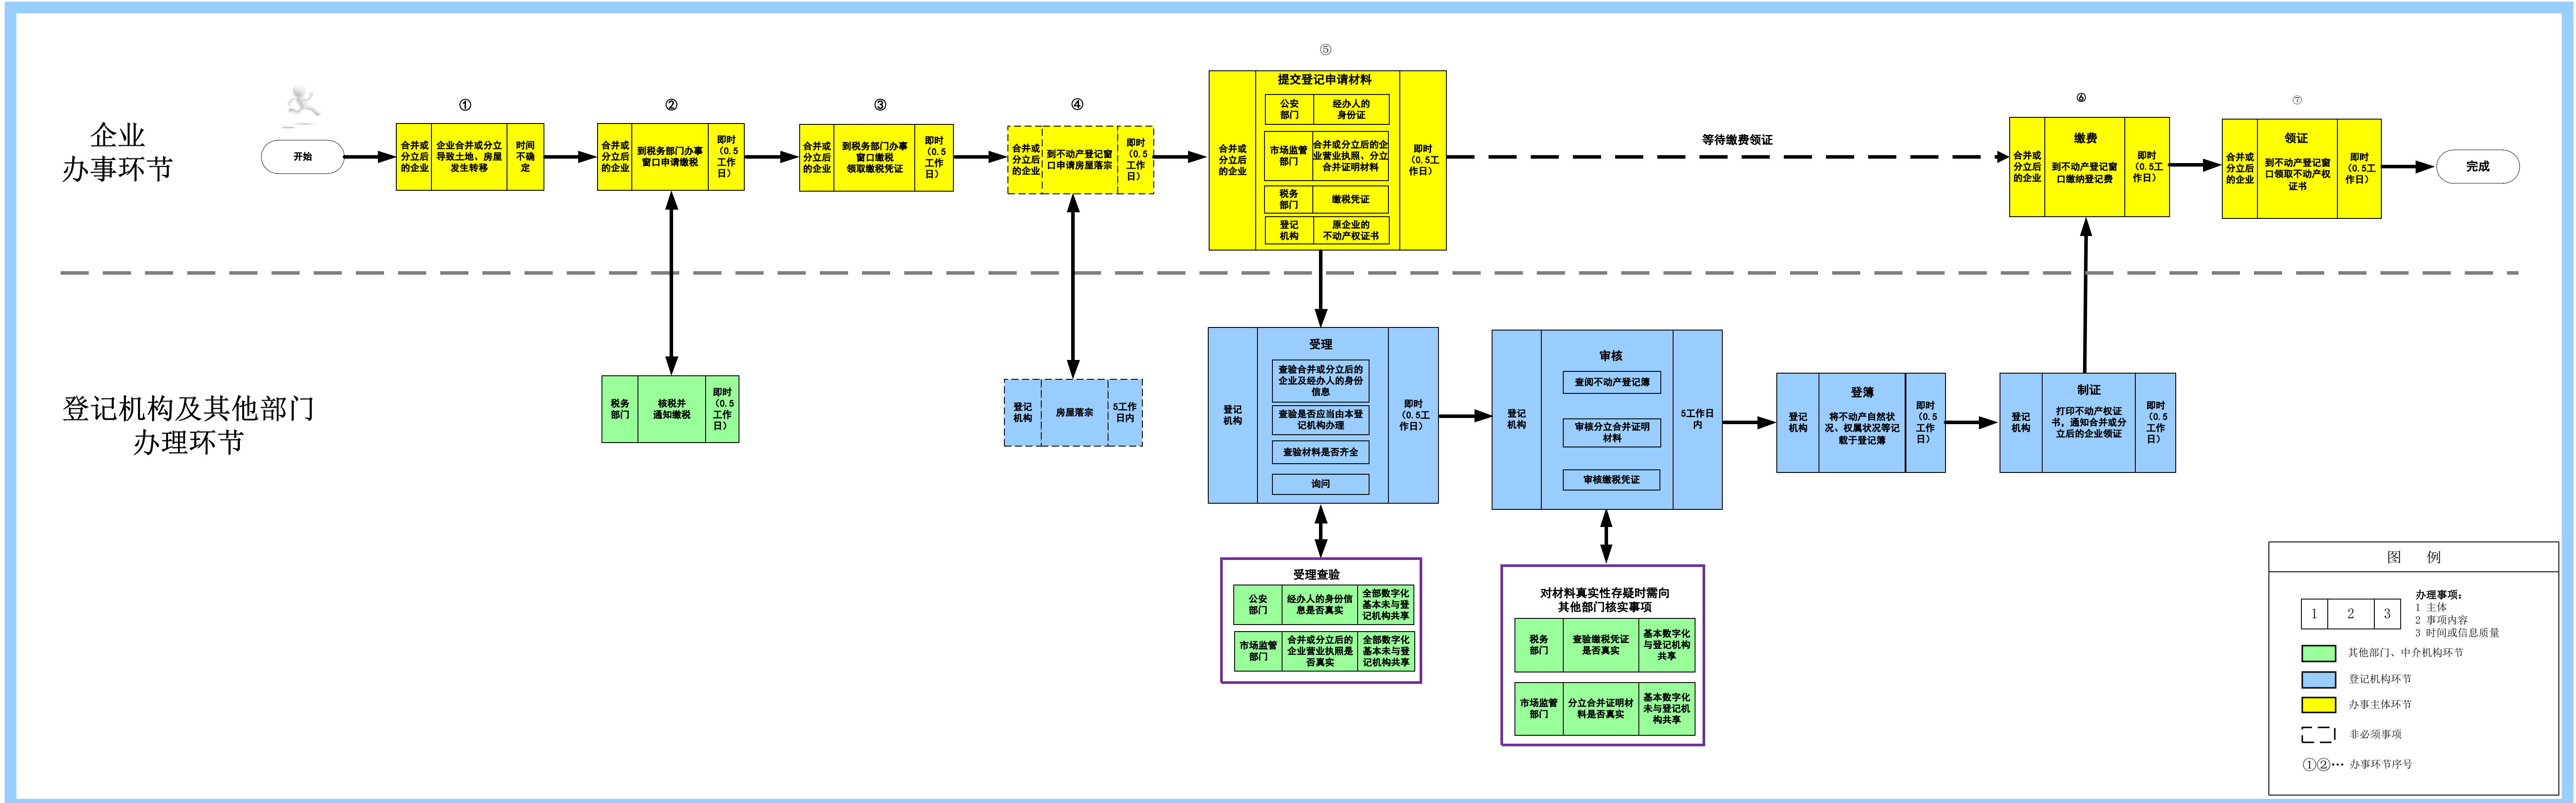 企业
办事环节
开始
①
合并或
分立后
的企业
企业合并或分立
导致土地、房屋
发生转移
时间
不确
定
②
合并或
分立后
的企业
到税务部门办事
窗口申请缴税
即时
（0.5
工作
日）
③
合并或
分立后
的企业
到税务部门办事
窗口缴税
领取缴税凭证
即时
（0.5
工作
日）
④
合并或
分立后
的企业
到不动产登记窗
口申请房屋落宗
即时
（0.5
工作
日）
⑤
合并或
分立后
的企业
提交登记申请材料
公安
部门
经办人的
身份证
市场监管
部门
合并或分立后的企
业营业执照、分立
合并证明材料
税务
部门
缴税凭证
登记
机构
原企业的
不动产权证书
即时
（0.5工
作日）
等待缴费领证
⑥
合并或
分立后
的企业
缴费
到不动产登记窗
口缴纳登记费
即时
（0.5工
作日）
⑦
合并或
分立后
的企业
领证
到不动产登记窗
口领取不动产权
证书
即时
（0.5工
作日）
完成
登记机构及其他部门
办理环节
税务
部门
核税并
通知缴税
即时
（0.5
工作
日）
登记
机构
房屋落宗
5工作
日内
登记
机构
受理
查验合并或分立后的
企业及经办人的身份
信息
查验是否应当由本登
记机构办理
查验材料是否齐全
询问
即时
（0.5工
作日）
登记
机构
审核
查阅不动产登记簿
审核分立合并证明
材料
审核缴税凭证
5工作日
内
登记
机构
登簿
将不动产自然状
况、权属状况等记
载于登记簿
即时
（0.5
工作
日）
登记
机构
制证
打印不动产权证
书，通知合并或分
立后的企业领证
即时
（0.5
工作
日）
受理查验
公安
部门
经办人的身份信
息是否真实
全部数字化
基本未与登
记机构共享
市场监管
部门
合并或分立后的
企业营业执照是
否真实
全部数字化
基本未与登
记机构共享
对材料真实性存疑时需向
其他部门核实事项
税务
部门
查验缴税凭证
是否真实
基本数字化
与登记机构
共享
市场监管
部门
分立合并证明材
料是否真实
基本数字化
未与登记机
构共享
图 例
1 2 3
办理事项：
1 主体
2 事项内容
3 时间或信息质量
其他部门、中介机构环节
登记机构环节
办事主体环节
非必须事项
①②… 办事环节序号